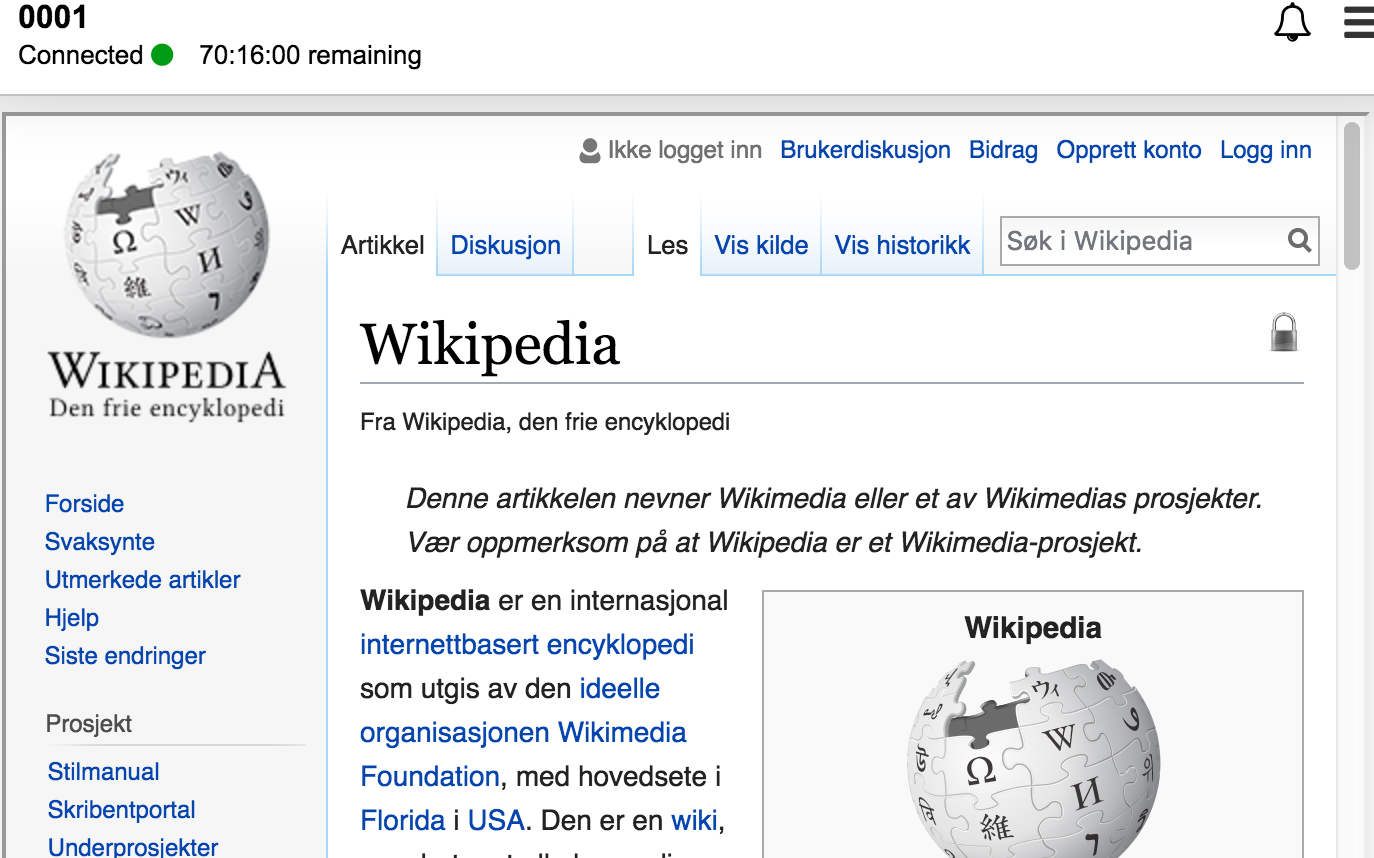 0001
Connected 70:16:00 remaining
Ikke logget inn Brukerdiskusjon Bidrag Opprett konto Logg inn
Artikkel Diskusjon Les Vis kilde Vis historikk Søk i Wikipedia
WIKIPEDIA
Den frie encyklopedi
Forside
Svaksynte
Utmerkede artikler
Hjelp
Siste endringer
Prosjekt
Stilmanual
Skribentportal
Underprosjekter
Wikipedia
Fra Wikipedia, den frie encyklopedi
Denne artikkelen nevner Wikimedia eller et av Wikimedias prosjekter.
Vær oppmerksom på at Wikipedia er et Wikimedia-prosjekt.
Wikipedia er en internasjonal
internettbasert encyklopedi
som utgis av den ideelle
organisasjonen Wikimedia
Foundation, med hovedsete i
Florida i USA. Den er en wiki,
Wikipedia
Ω
W
И
維
ウィ